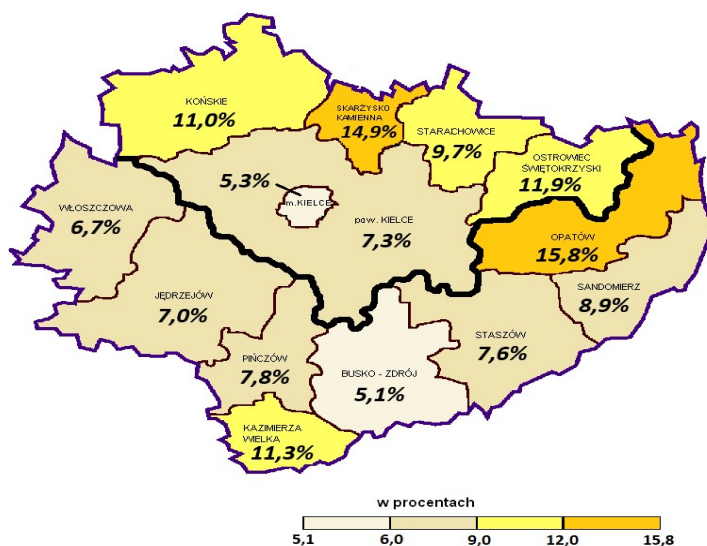 KOŃSKIE
11,0%
SKARŻYSKO
KAMIENNA
14,9%
STARACHOWICE
9,7%
OSTROWIEC
ŚWIĘTOKRZYSKI
11,9%
5,3%
m.KIELCE
WŁOSZCZOWA
6,7%
pow. KIELCE
7,3%
OPATÓW
15,8%
SANDOMIERZ
8,9%
JĘDRZEJÓW
7,0%
STASZÓW
7,6%
PIŃCZÓW
7,8%
BUSKO - ZDRÓJ
5,1%
KAZIMIERZA
WIELKA
11,3%
w procentach
5,1 6,0 9,0 12,0 15,8